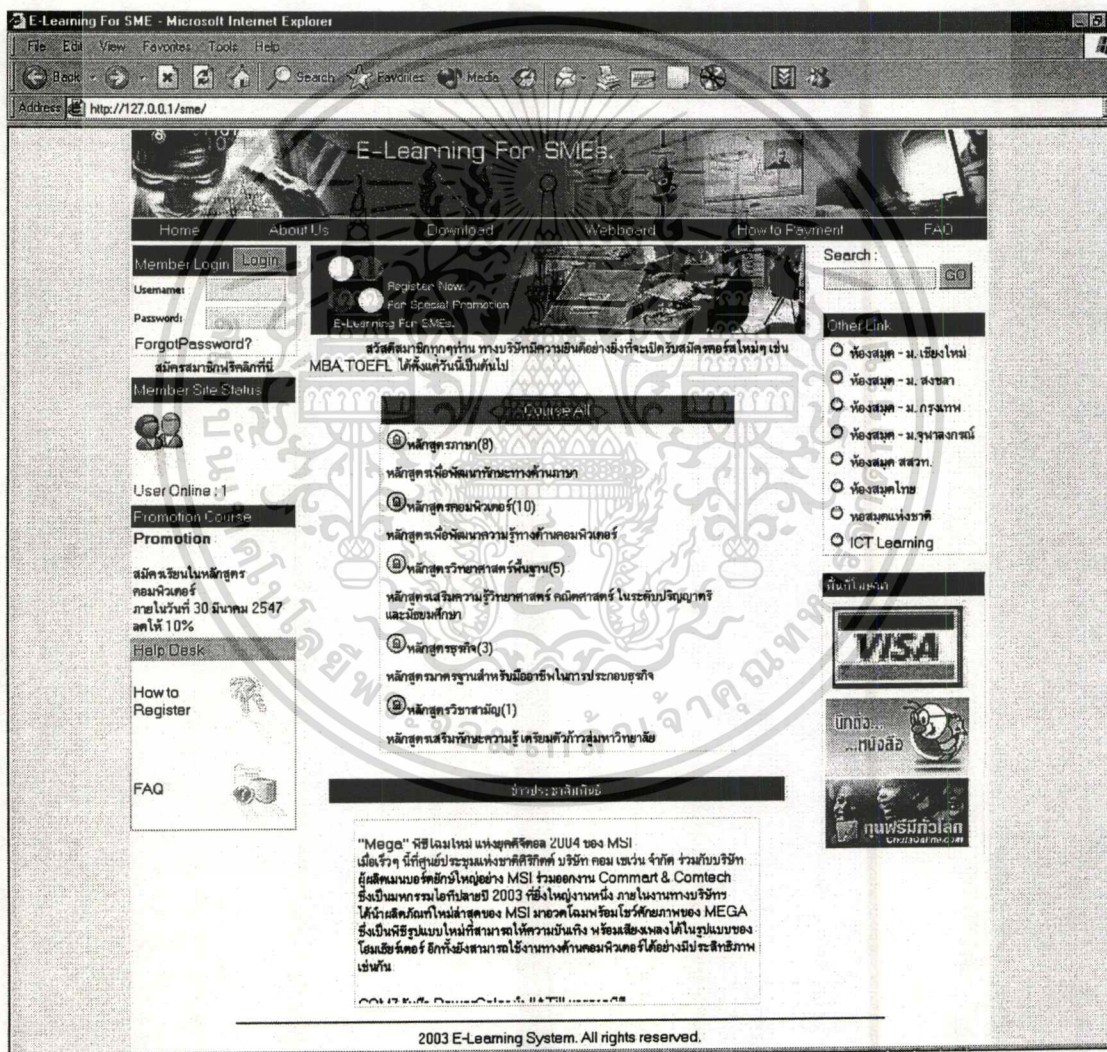 E-Learning For SME - Microsoft Internet Explorer
File Edit View Favorites Tools Help
Back Search Favorites Media
Address http://127.0.0.1/sme/
E-Learning For SMEs.
Home About Us Download Webboard How to Payment FAQ
Member Login Login
Username:
Password:
ForgotPassword?
สมัครสมาชิกฟรีคลิกที่นี่
Member Site Status
User Online : 1
Promotion Course
Promotion
สมัครเรียนในหลักสูตร
คอมพิวเตอร์
ภายในวันที่ 30 มีนาคม 2547
ลดให้ 10%
Help Desk
How to
Register
FAQ
Register Now.
For Special Promotion
E-Learning For SMEs.
สวัสดีสมาชิกทุกๆท่าน ทางบริษัทมีความยินดีอย่างยิ่งที่จะเปิดรับสมัครคอร์สใหม่ๆ เช่น
MBA,TOEFL ได้ตั้งแต่วันนี้เป็นต้นไป
Course All
หลักสูตรภาษา(8)
หลักสูตรเพื่อพัฒนาทักษะทางด้านภาษา
หลักสูตรคอมพิวเตอร์(10)
หลักสูตรเพื่อพัฒนาความรู้ทางด้านคอมพิวเตอร์
หลักสูตรวิทยาศาสตร์พื้นฐาน(5)
หลักสูตรเสริมความรู้วิทยาศาสตร์ คณิตศาสตร์ ในระดับปริญญาตรี
และมัธยมศึกษา
หลักสูตรธุรกิจ(3)
หลักสูตรมาตรฐานสำหรับมืออาชีพในการประกอบธุรกิจ
หลักสูตรวิชาสามัญ(1)
หลักสูตรเสริมทักษะความรู้ เตรียมตัวก้าวสู่มหาวิทยาลัย
ข่าวประชาสัมพันธ์
"Mega" พีซีโฉมใหม่ แห่งยุคดิจิตอล 2004 ของ MSI
เมื่อเร็วๆ นี้ที่ศูนย์ประชุมแห่งชาติสิริกิตติ์ บริษัท คอม เซเว่น จำกัด ร่วมกับบริษัท
ผู้ผลิตเมนบอร์ดยักษ์ใหญ่อย่าง MSI ร่วมออกงาน Commart & Comtech
ซึ่งเป็นมหกรรมไอทีปลายปี 2003 ที่ยิ่งใหญ่งานหนึ่ง ภายในงานทางบริษัทฯ
ได้นำผลิตภัณฑ์ใหม่ล่าสุดของ MSI มาอวดโฉมพร้อมโชว์ศักยภาพของ MEGA
ซึ่งเป็นพีซีรูปแบบใหม่ที่สามารถให้ความบันเทิง พร้อมเสียงเพลงได้ในรูปแบบของ
โฮมเธียร์เตอร์ อีกทั้งยังสามารถใช้งานทางด้านคอมพิวเตอร์ได้อย่างมีประสิทธิภาพ
เช่นกัน
Search :
GO
Other Link
ห้องสมุด - ม. เชียงใหม่
ห้องสมุด - ม. สงขลา
ห้องสมุด - ม. กรุงเทพ
ห้องสมุด - ม.จุฬาลงกรณ์
ห้องสมุด สสวท.
ห้องสมุดไทย
หอสมุดแห่งชาติ
ICT Learning
พื้นที่โฆษณา
VISA
นักถือ...
...หนังสือ
ทุนฟรีมีทั่วโลก
2003 E-Learning System. All rights reserved.